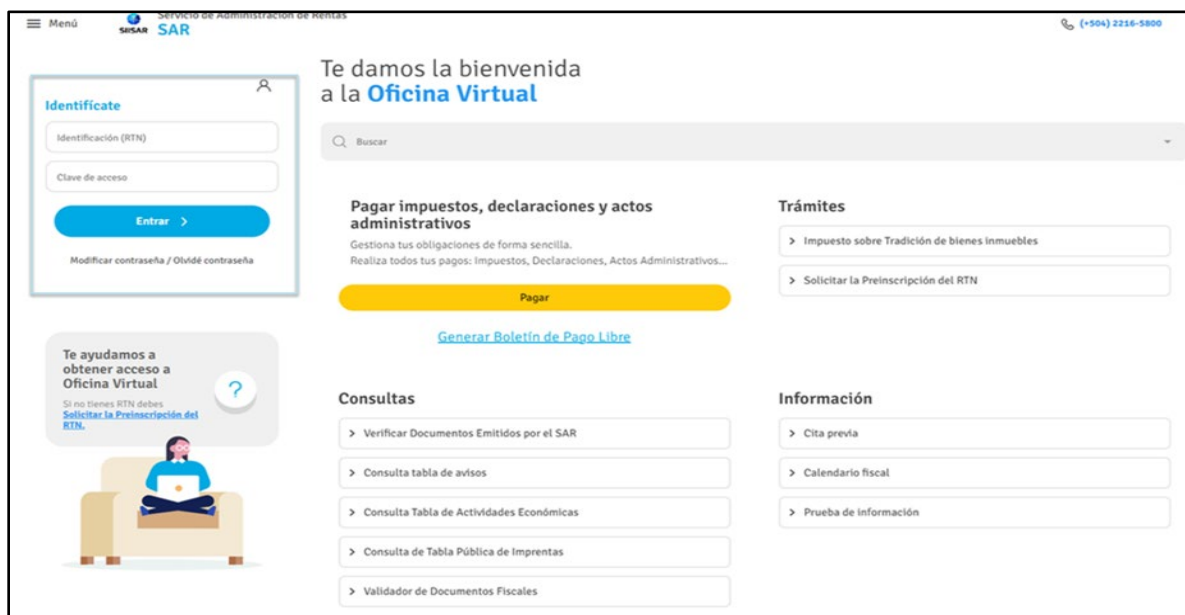 Menú
SIISAR
Servicio de Administración de Rentas
SAR
(+504) 2216-5800
Identifícate
Identificación (RTN)
Clave de acceso
Entrar >
Modificar contraseña / Olvidé contraseña
Te ayudamos a
obtener acceso a
Oficina Virtual
Si no tienes RTN debes
Solicitar la Preinscripción del
RTN.
?
Te damos la bienvenida
a la Oficina Virtual
Buscar
Pagar impuestos, declaraciones y actos
administrativos
Gestiona tus obligaciones de forma sencilla.
Realiza todos tus pagos: Impuestos, Declaraciones, Actos Administrativos...
Pagar
Generar Boletín de Pago Libre
Trámites
> Impuesto sobre Tradición de bienes inmuebles
> Solicitar la Preinscripción del RTN
Consultas
> Verificar Documentos Emitidos por el SAR
> Consulta tabla de avisos
> Consulta Tabla de Actividades Económicas
> Consulta de Tabla Pública de Imprentas
> Validador de Documentos Fiscales
Información
> Cita previa
> Calendario fiscal
> Prueba de información